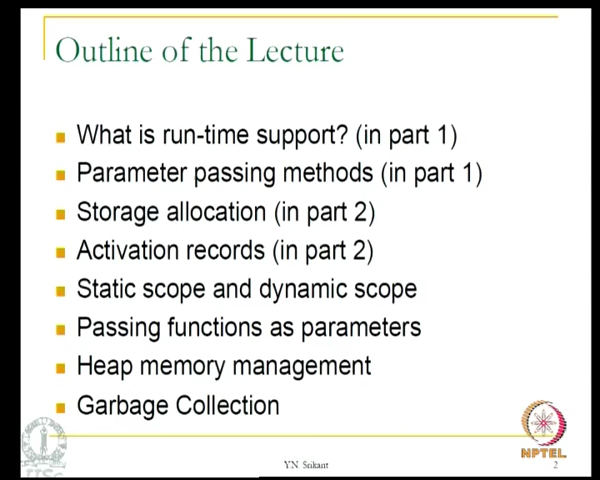 Outline of the Lecture
What is run-time support? (in part 1)
Parameter passing methods (in part 1)
Storage allocation (in part 2)
Activation records (in part 2)
Static scope and dynamic scope
Passing functions as parameters
Heap memory management
Garbage Collection
NPTEL
Y.N. Srikant
2